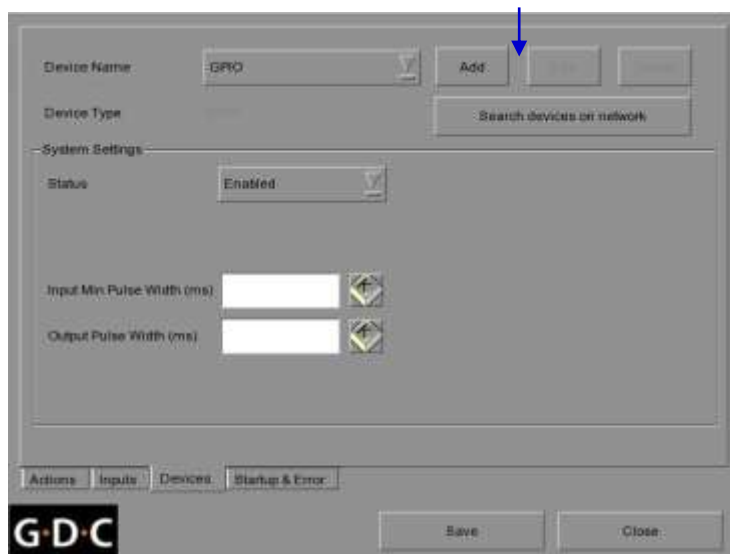 Device Name GPIO Add
Device Type Search devices on network
System Settings
Status Enabled
Input Min Pulse Width (ms)
Output Pulse Width (ms)
Actions Inputs Devices Startup & Error
G·D·C Save Close